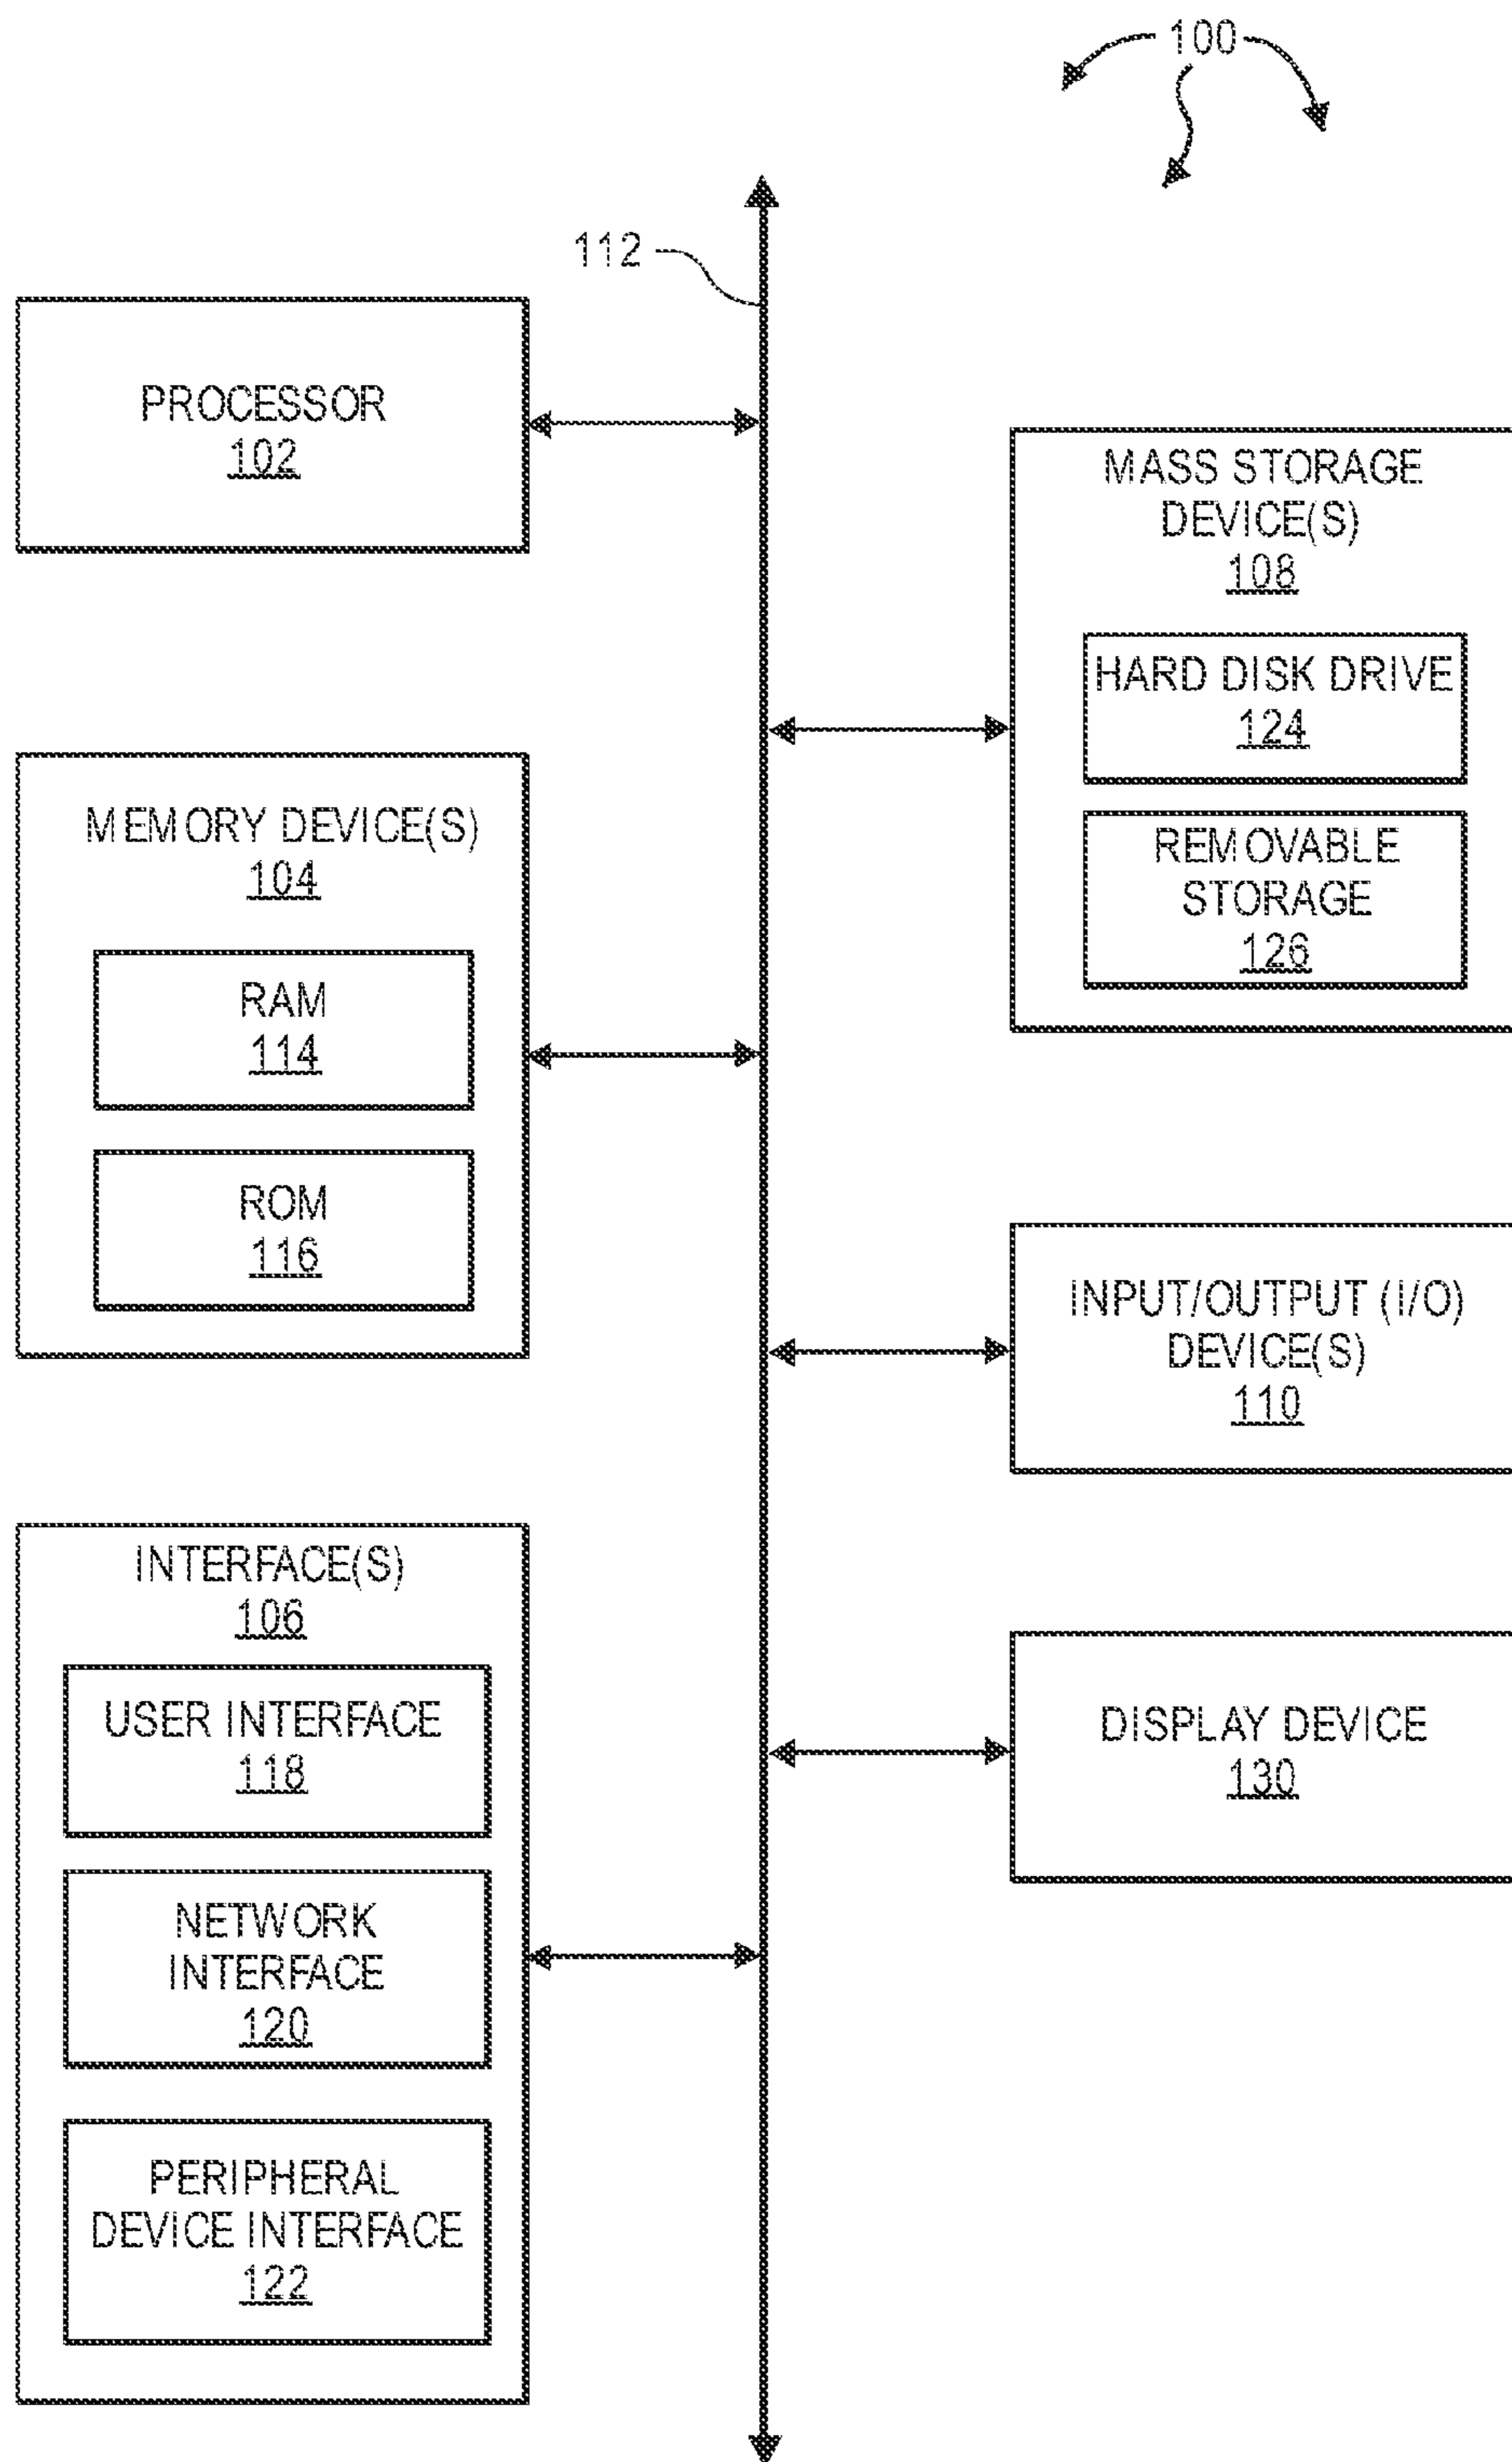 100
112
PROCESSOR
102
MEMORY DEVICE(S)
104
RAM
114
ROM
116
INTERFACE(S)
106
USER INTERFACE
118
NETWORK
INTERFACE
120
PERIPHERAL
DEVICE INTERFACE
122
MASS STORAGE
DEVICE(S)
108
HARD DISK DRIVE
124
REMOVABLE
STORAGE
126
INPUT/OUTPUT (I/O)
DEVICE(S)
110
DISPLAY DEVICE
130